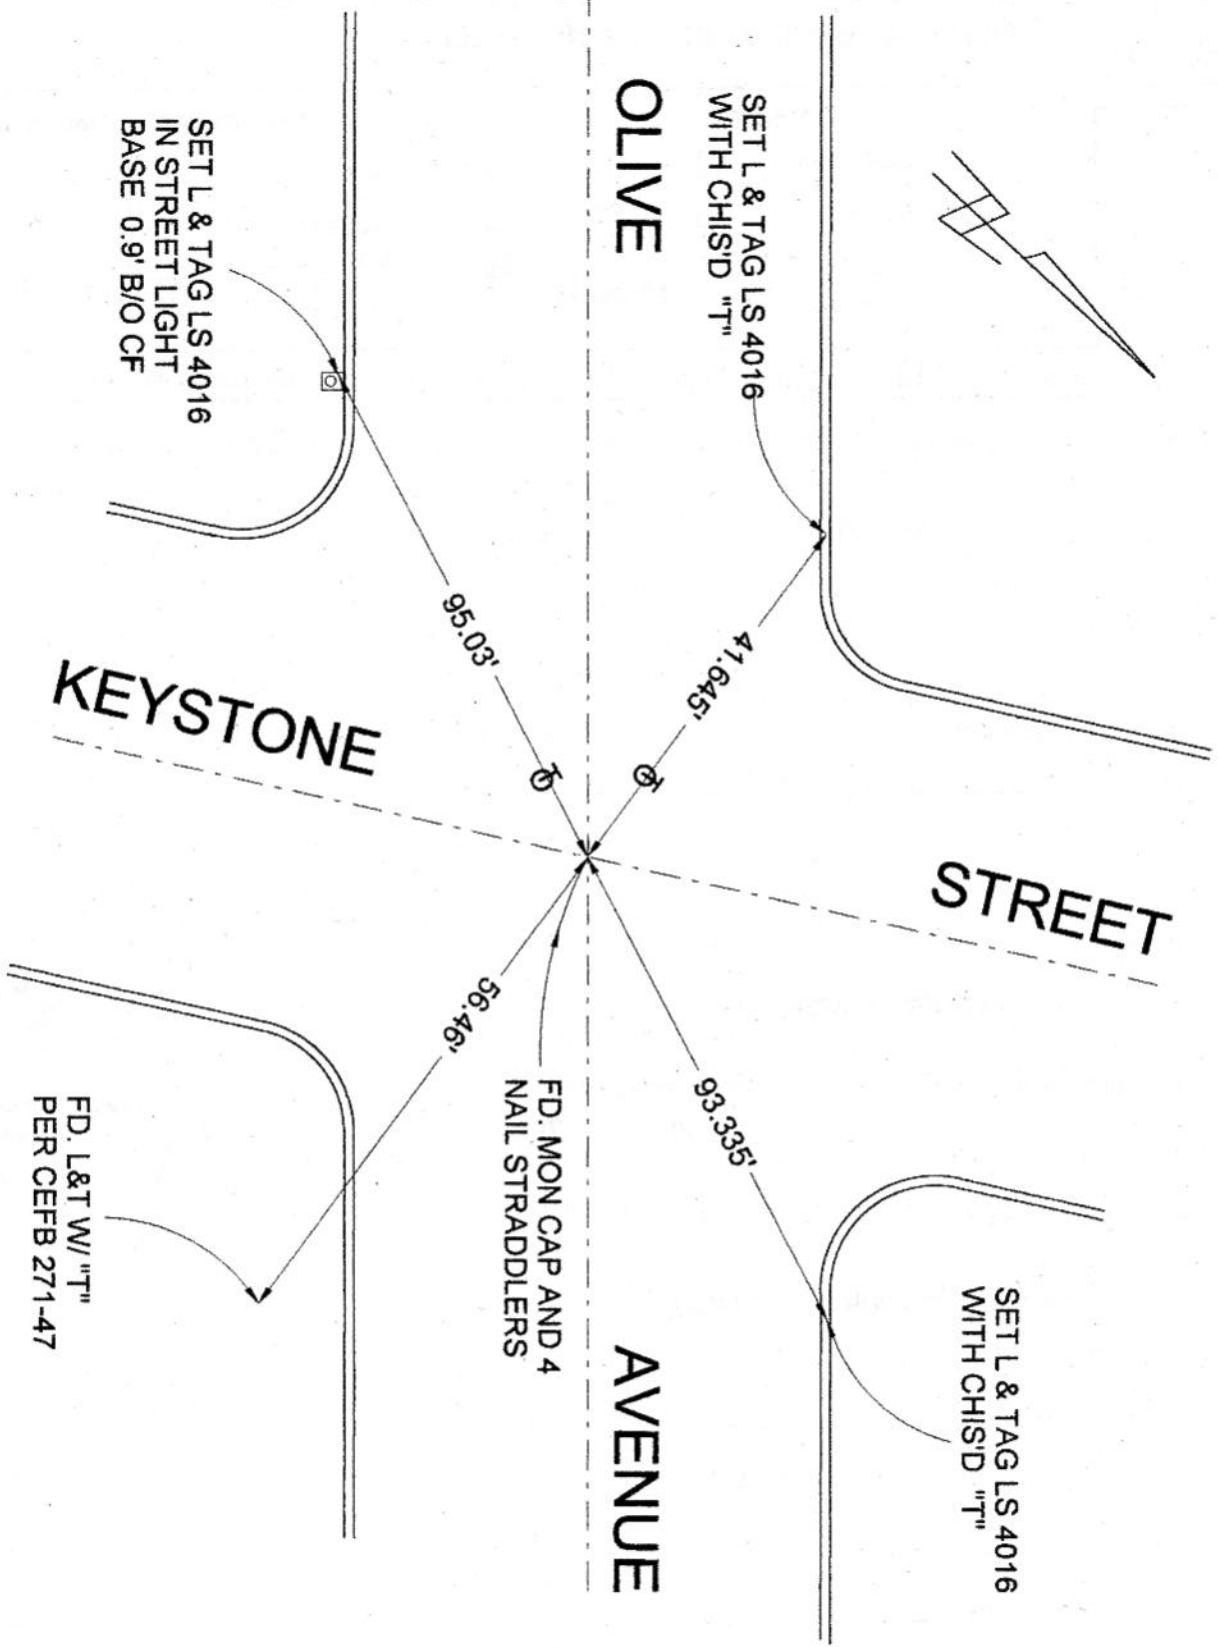 OLIVE
AVENUE
KEYSTONE
STREET
SET L & TAG LS 4016
WITH CHIS'D "T"
SET L & TAG LS 4016
IN STREET LIGHT
BASE 0.9' B/O CF
95.03'
41.645'
93.335'
56.46'
FD. MON CAP AND 4
NAIL STRADDLERS
FD. L&T W/ "T"
PER CEFB 271-47
SET L & TAG LS 4016
WITH CHIS'D "T"